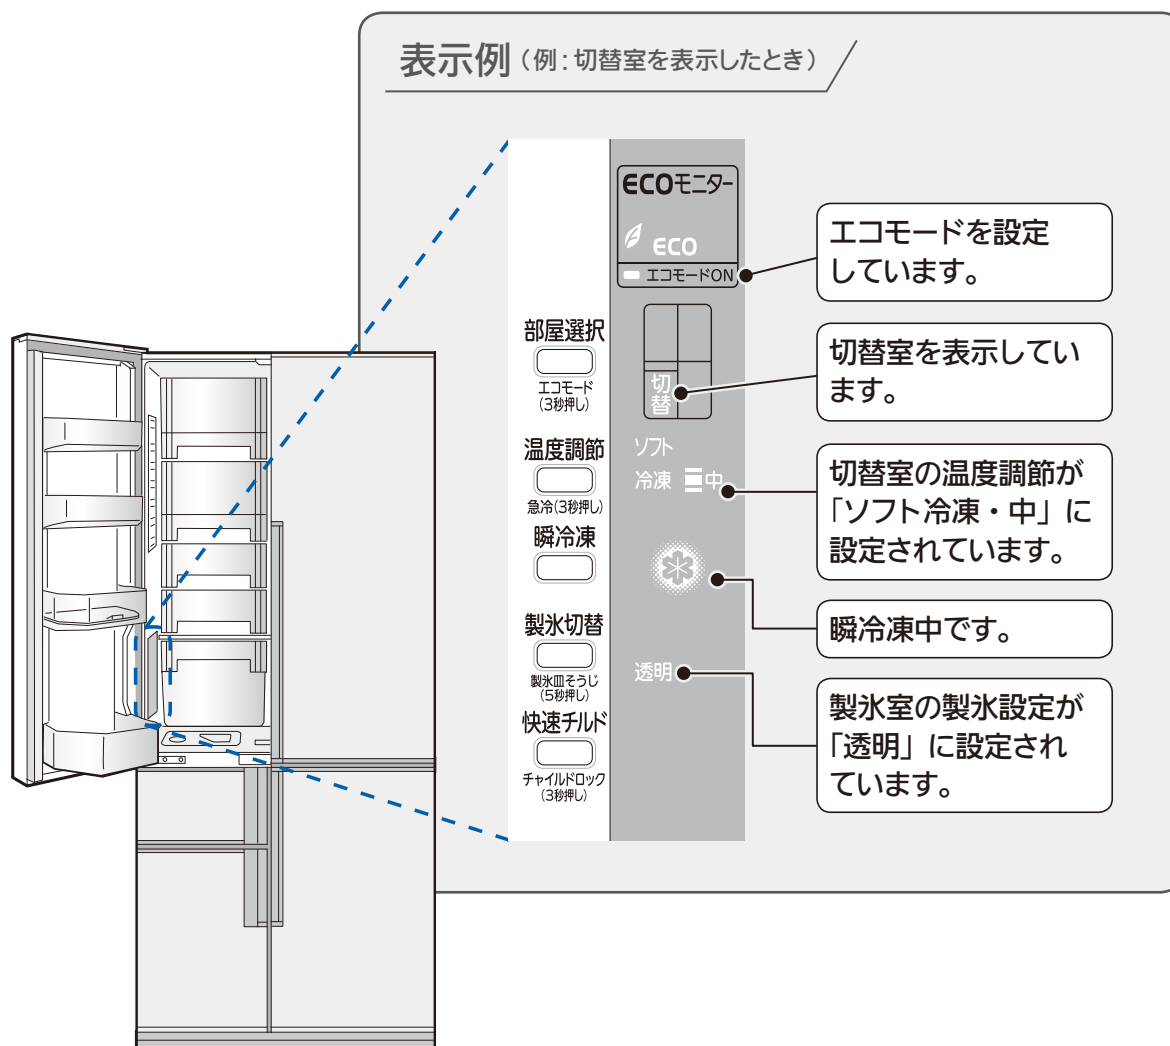 表示例（例：切替室を表示したとき）
ECOモニター
ECO
エコモードON
エコモードを設定
しています。
部屋選択
エコモード
(3秒押し)
切
替
切替室を表示してい
ます。
温度調節
急冷(3秒押し)
ソフト
冷凍 中
切替室の温度調節が
「ソフト冷凍・中」に
設定されています。
瞬冷凍
瞬冷凍中です。
製氷切替
製氷皿そうじ
(5秒押し)
透明
製氷室の製氷設定が
「透明」に設定され
ています。
快速チルド
チャイルドロック
(3秒押し)